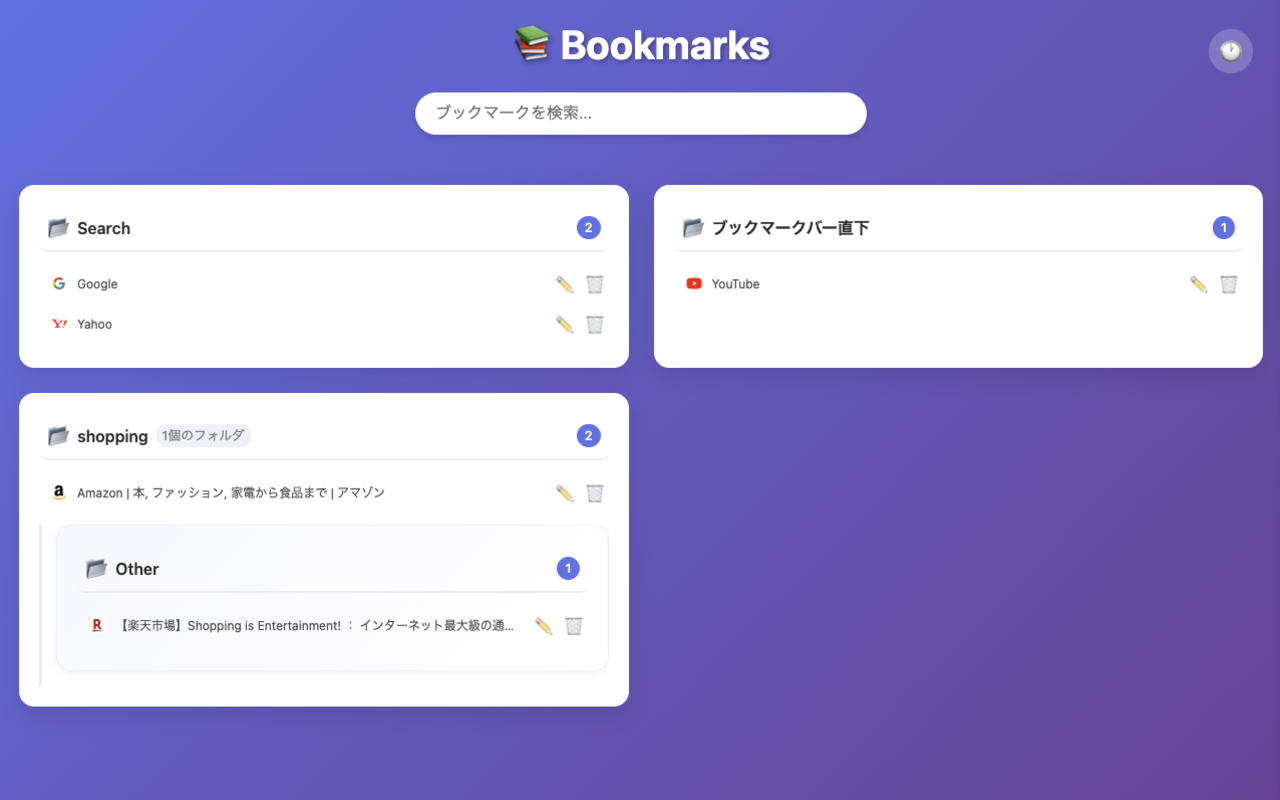 📚 Bookmarks
ブックマークを検索...
Search 2
Google
Yahoo
ブックマークバー直下 1
YouTube
shopping 1個のフォルダ 2
Amazon | 本, ファッション, 家電から食品まで | アマゾン
Other 1
【楽天市場】Shopping is Entertainment! ： インターネット最大級の通...